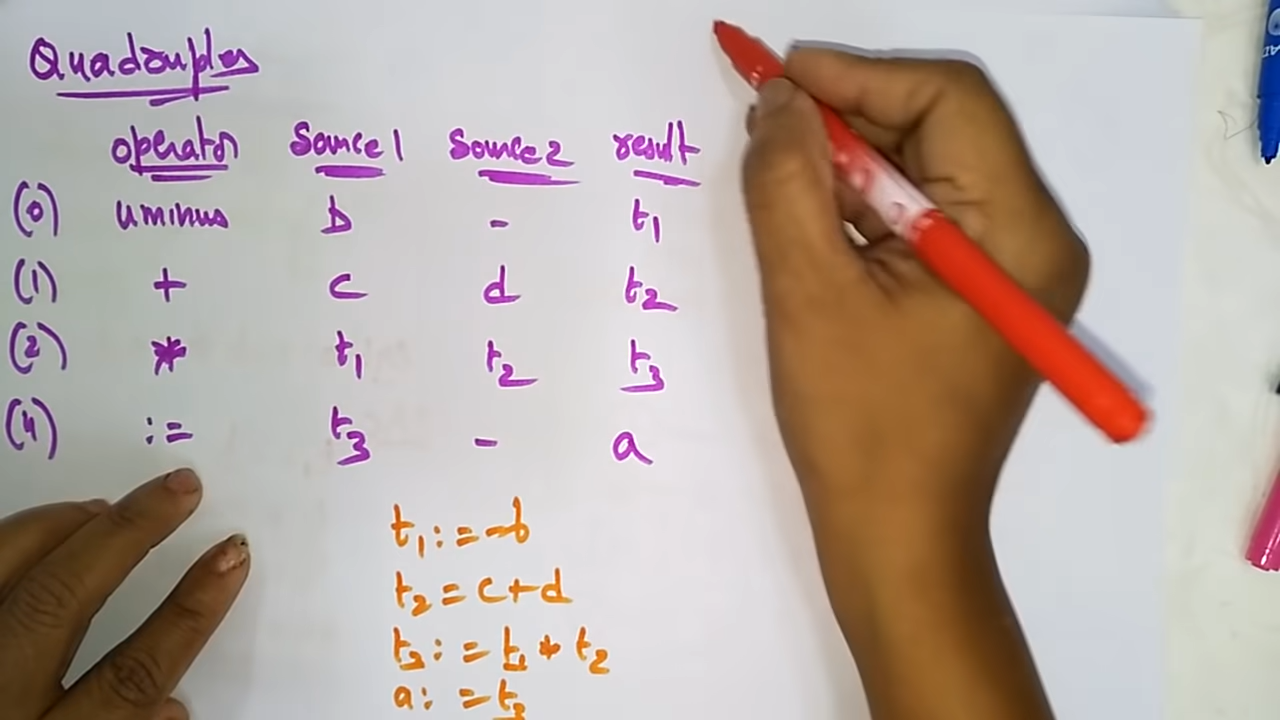 Quadruples
operator source1 source2 result
(0) uminus b - t1
(1) + c d t2
(2) * t1 t2 t3
(4) := t3 - a
t1 := -b
t2 = c+d
t3 := t1 * t2
a := t3